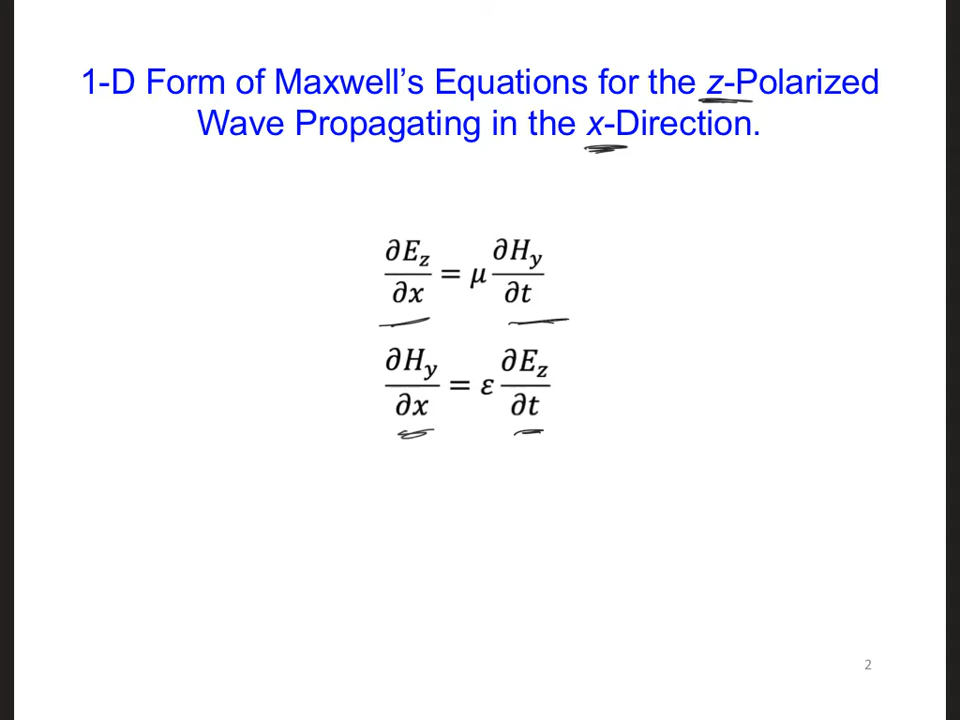 1-D Form of Maxwell's Equations for the z-Polarized
Wave Propagating in the x-Direction.
∂E_z/∂x = μ ∂H_y/∂t
∂H_y/∂x = ε ∂E_z/∂t
2